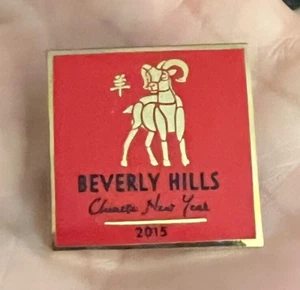 羊
BEVERLY HILLS
Chinese New Year
2015